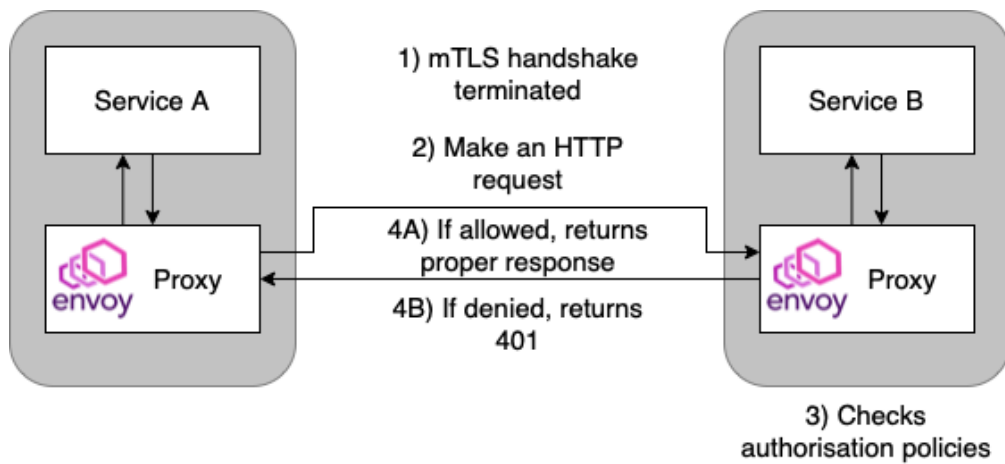 Service A
1) mTLS handshake
terminated
Service B
2) Make an HTTP
request
4A) If allowed, returns
proper response
envoy
Proxy
envoy
Proxy
4B) If denied, returns
401
3) Checks
authorisation policies